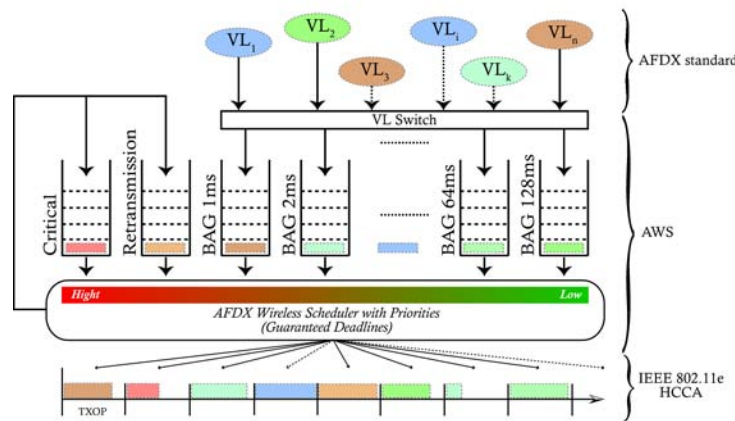 VL1
VL2
VL3
VLi
VLk
VLn
AFDX standard
VL Switch
Critical
Retransmission
BAG 1ms
BAG 2ms
BAG 64ms
BAG 128ms
AWS
Hight
Low
AFDX Wireless Scheduler with Priorities
(Guaranteed Deadlines)
IEEE 802.11e
HCCA
TXOP